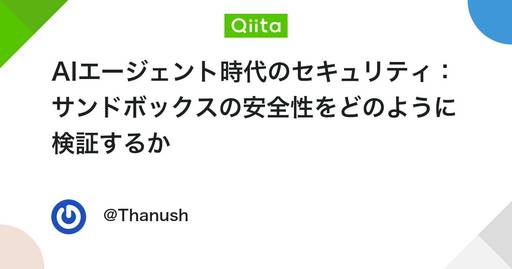 Qiita
AIエージェント時代のセキュリティ：
サンドボックスの安全性をどのように
検証するか
@Thanush